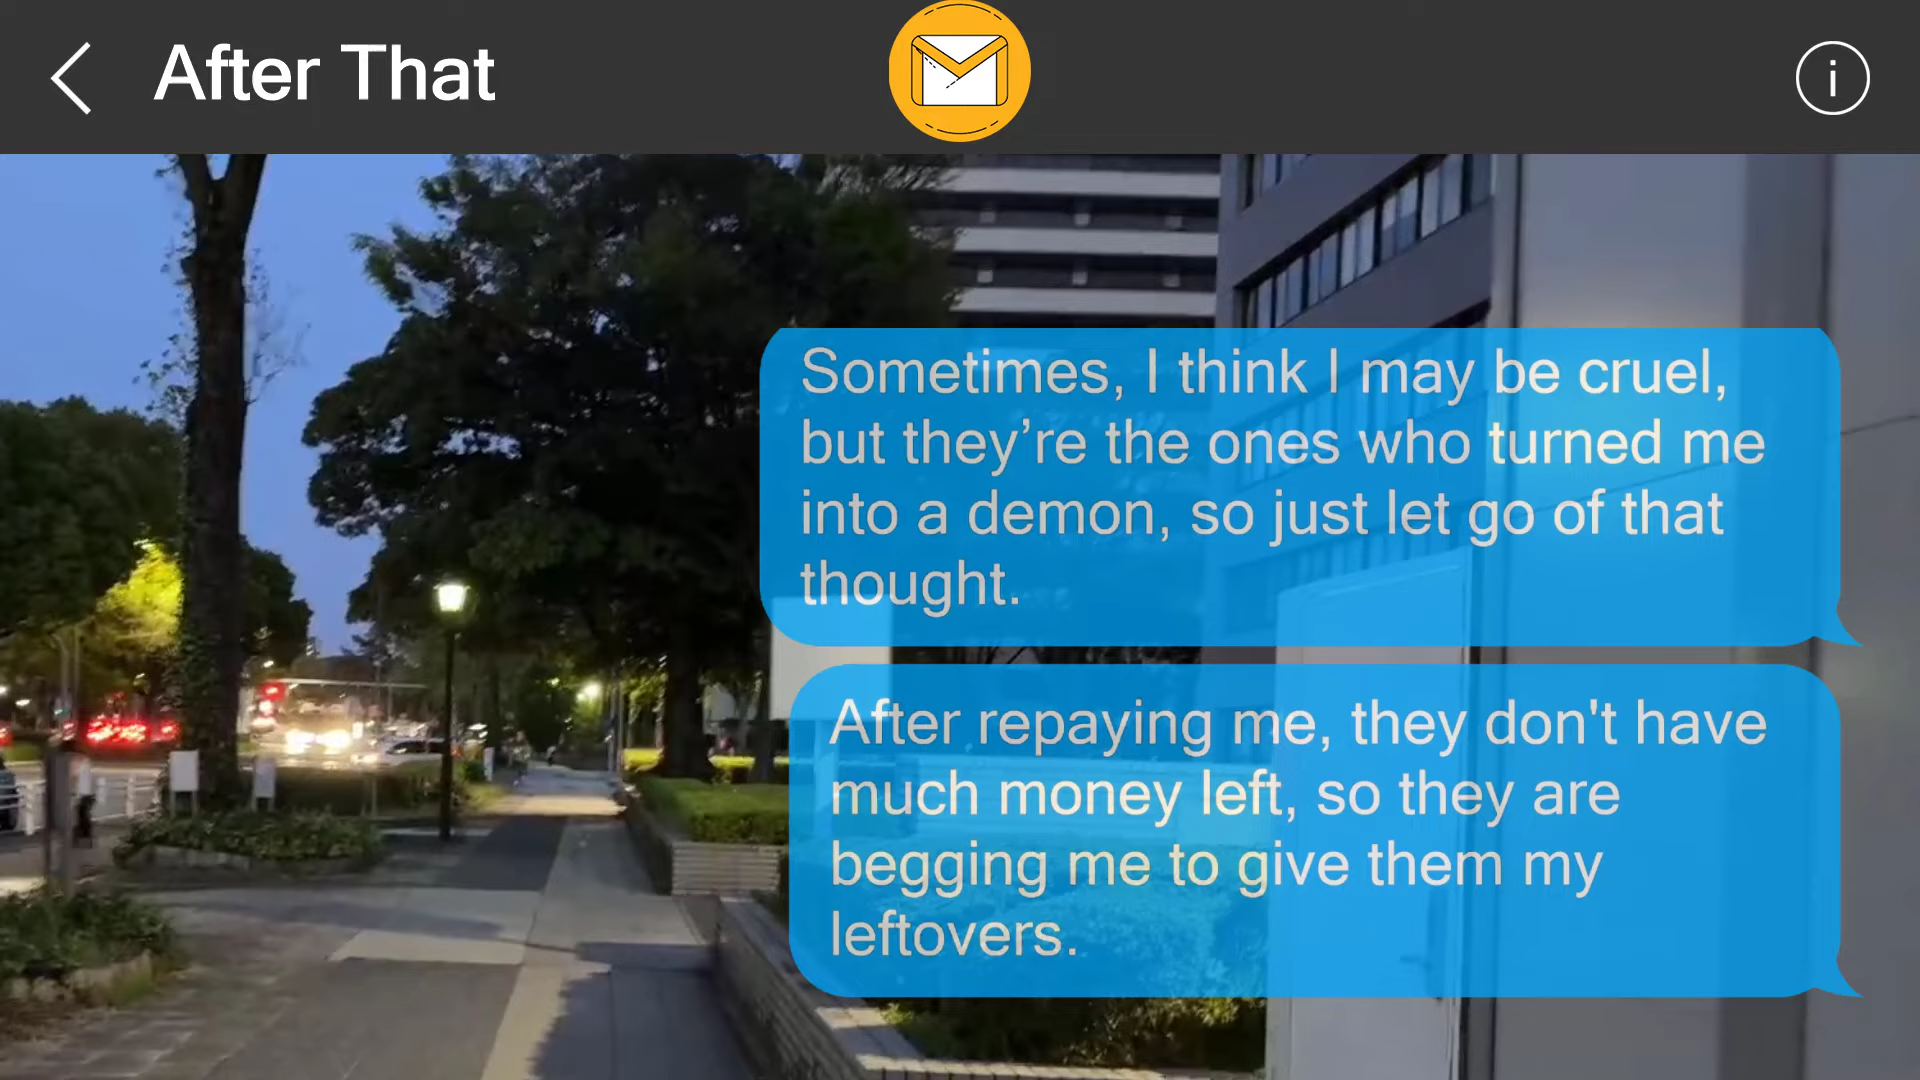 After That
Sometimes, I think I may be cruel,
but they’re the ones who turned me
into a demon, so just let go of that
thought.
After repaying me, they don't have
much money left, so they are
begging me to give them my
leftovers.